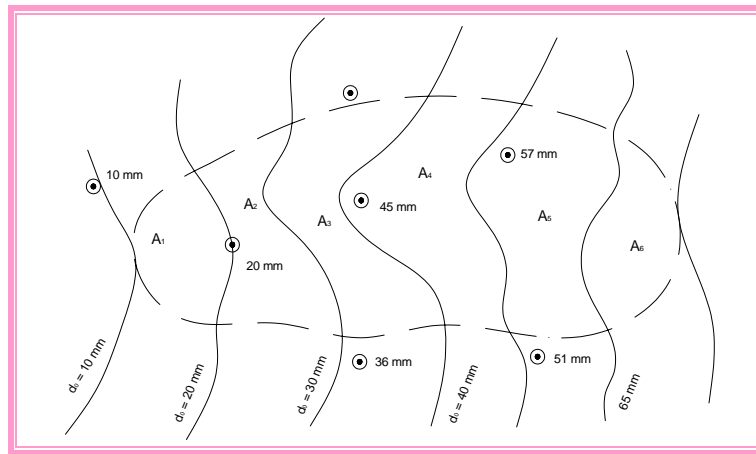 10 mm
57 mm
A₄
A₂
45 mm
A₃
A₅
A₁
A₆
20 mm
36 mm
51 mm
d₀ = 10 mm
d₀ = 20 mm
d₀ = 30 mm
d₀ = 40 mm
65 mm